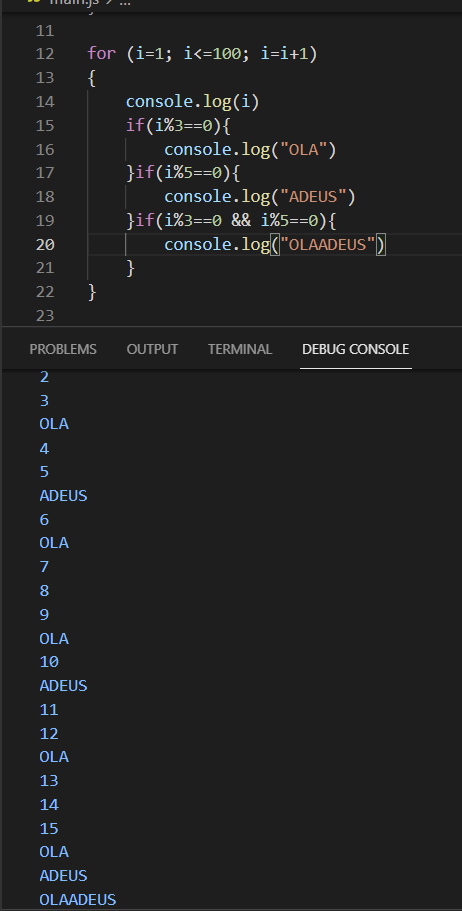 main.js > ...
11
12 for (i=1; i<=100; i=i+1)
13 {
14 console.log(i)
15 if(i%3==0){
16 console.log("OLA")
17 }if(i%5==0){
18 console.log("ADEUS")
19 }if(i%3==0 && i%5==0){
20 console.log("OLAADEUS")
21 }
22 }
23
PROBLEMS OUTPUT TERMINAL DEBUG CONSOLE
2
3
OLA
4
5
ADEUS
6
OLA
7
8
9
OLA
10
ADEUS
11
12
OLA
13
14
15
OLA
ADEUS
OLAADEUS